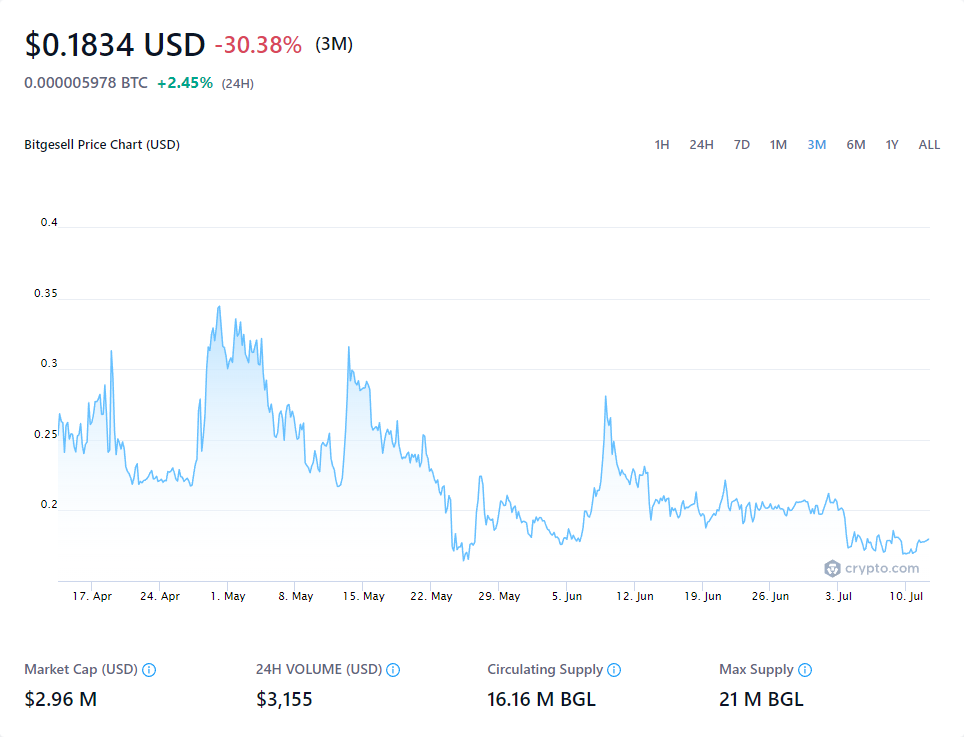 $0.1834 USD -30.38% (3M)
0.000005978 BTC +2.45% (24H)
Bitgesell Price Chart (USD) 1H 24H 7D 1M 3M 6M 1Y ALL
0.4
0.35
0.3
0.25
0.2
crypto.com
17. Apr 24. Apr 1. May 8. May 15. May 22. May 29. May 5. Jun 12. Jun 19. Jun 26. Jun 3. Jul 10. Jul
Market Cap (USD) 24H VOLUME (USD) Circulating Supply Max Supply
$2.96 M $3,155 16.16 M BGL 21 M BGL